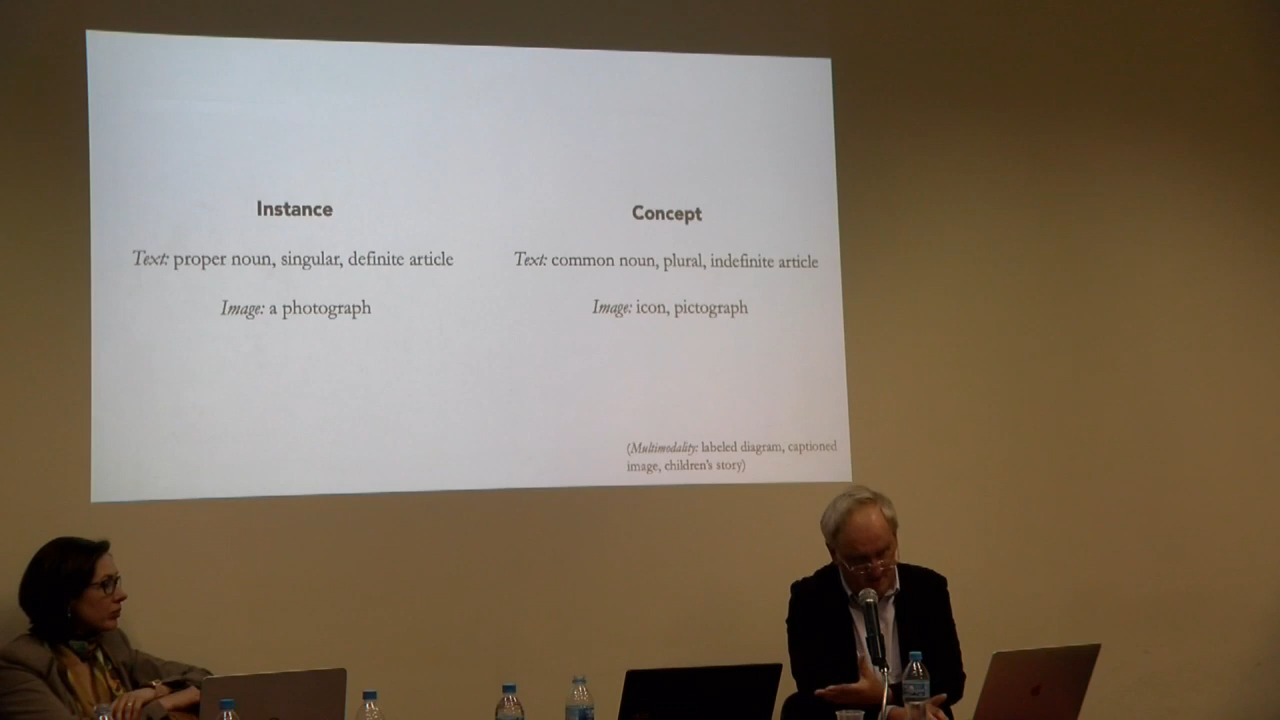 Instance
Text: proper noun, singular, definite article
Image: a photograph
Concept
Text: common noun, plural, indefinite article
Image: icon, pictograph
(Multimodality: labeled diagram, captioned
image, children's story)